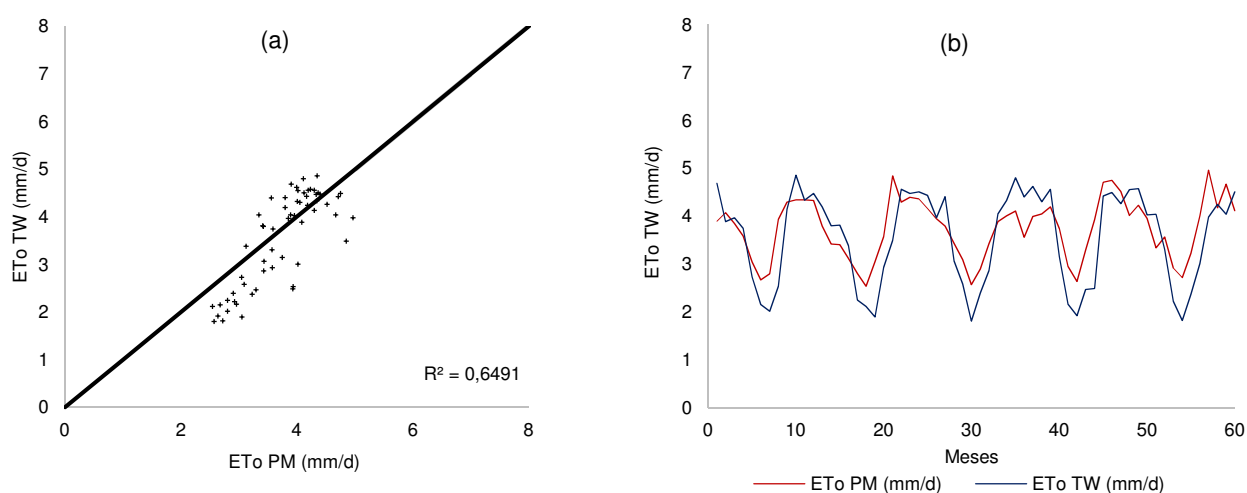 (a)
8
7
6
5
4
3
2
1
0
ETo TW (mm/d)
R² = 0,6491
0 2 4 6 8
ETo PM (mm/d)
(b)
8
7
6
5
4
3
2
1
0
ETo TW (mm/d)
0 10 20 30 40 50 60
Meses
ETo PM (mm/d) ETo TW (mm/d)